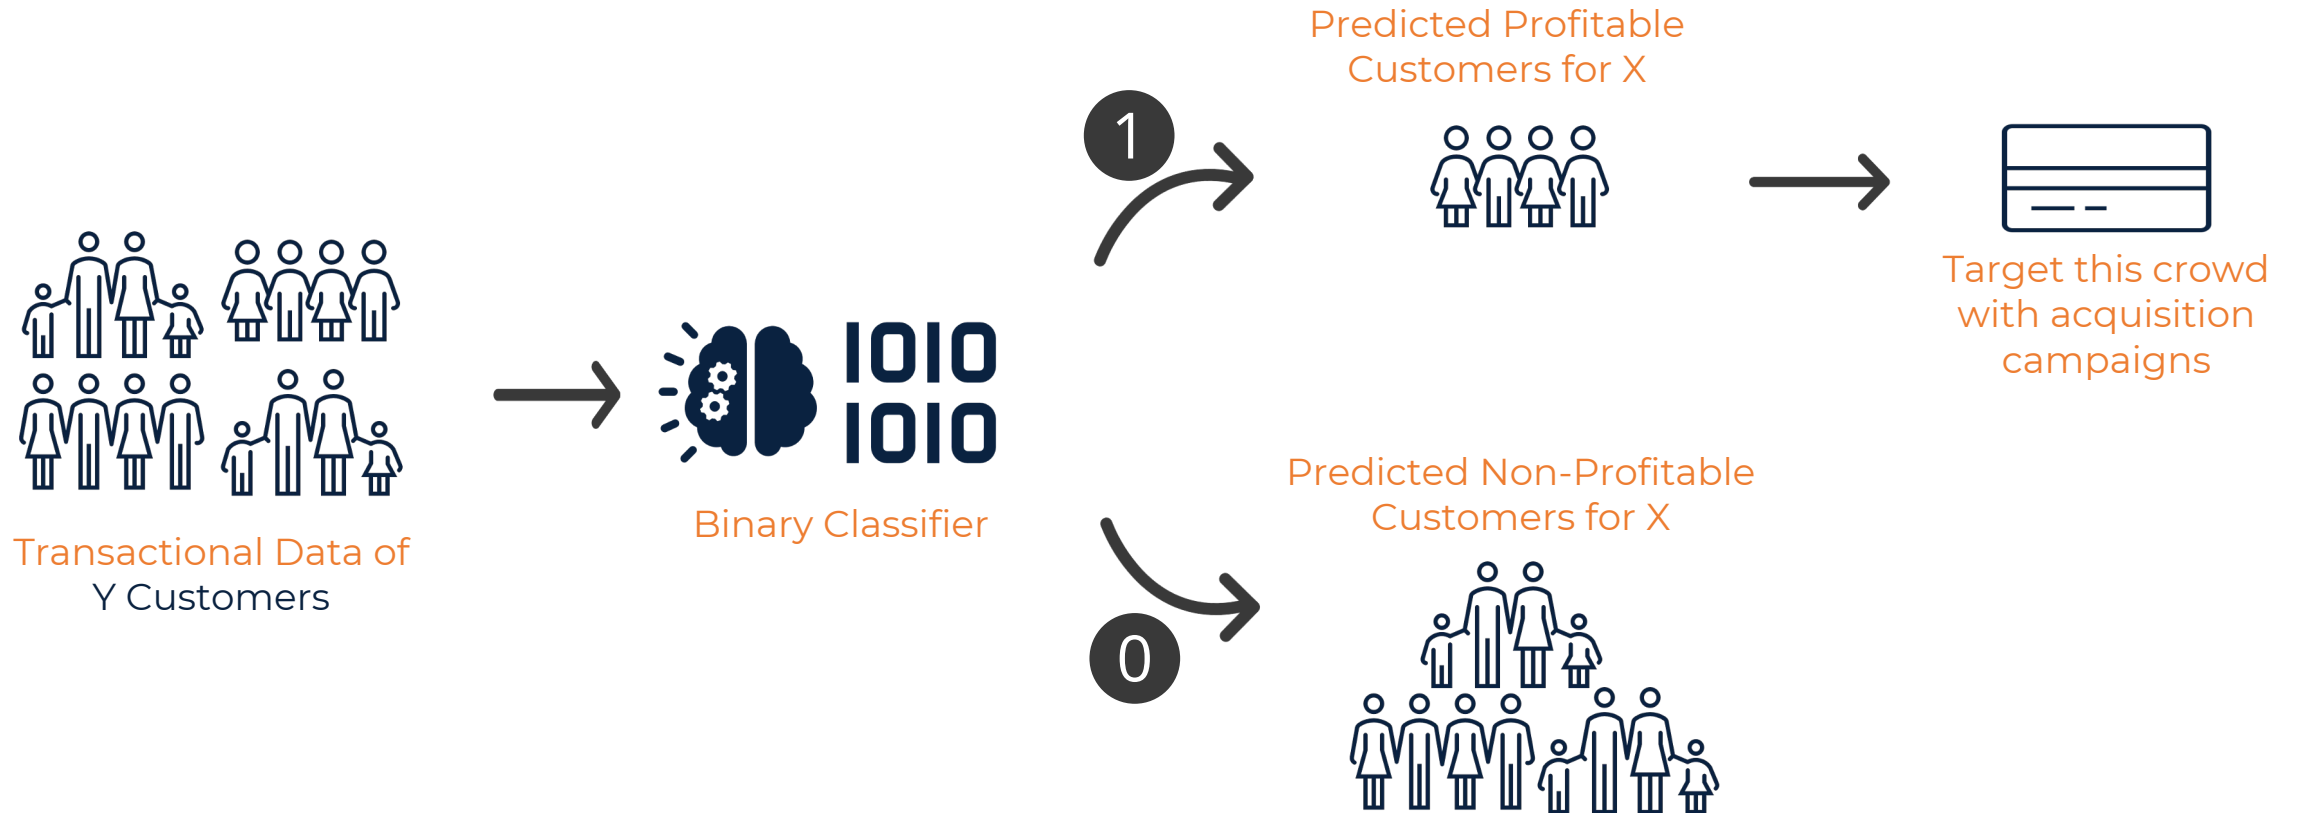 Predicted Profitable
Customers for X
1
Target this crowd
with acquisition
campaigns
1010
1010
Binary Classifier
Transactional Data of
Y Customers
Predicted Non-Profitable
Customers for X
0